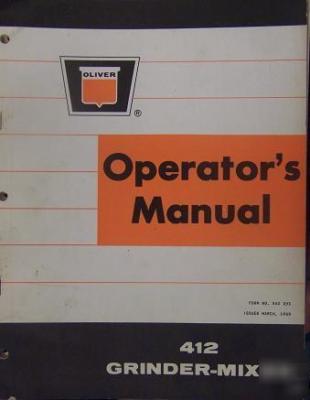 OLIVER
®
Operator's
Manual
FORM NO.
ISSUED MARCH,
412
GRINDER-MIX